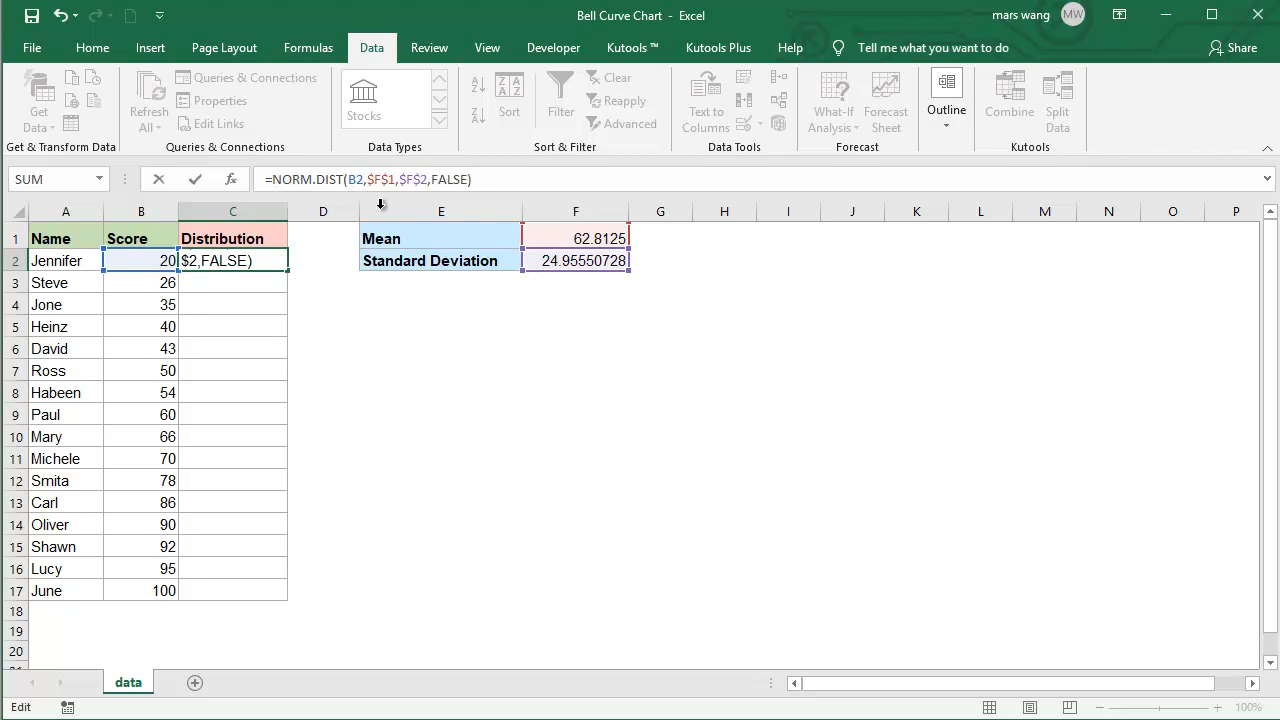 Bell Curve Chart - Excel
mars wang MW
File Home Insert Page Layout Formulas Data Review View Developer Kutools ™ Kutools Plus Help Tell me what you want to do Share
Get Data
Refresh All
Queries & Connections
Properties
Edit Links
Stocks
Sort
Filter
Clear
Reapply
Advanced
Text to Columns
What-If Analysis
Forecast Sheet
Outline
Combine
Split Data
Get & Transform Data Queries & Connections Data Types Sort & Filter Data Tools Forecast Kutools
SUM fx =NORM.DIST(B2,$F$1,$F$2,FALSE)
A B C D E F G H I J K L M N O P
1 Name Score Distribution Mean 62.8125
2 Jennifer 20 $2,FALSE) Standard Deviation 24.95550728
3 Steve 26
4 Jone 35
5 Heinz 40
6 David 43
7 Ross 50
8 Habeen 54
9 Paul 60
10 Mary 66
11 Michele 70
12 Smita 78
13 Carl 86
14 Oliver 90
15 Shawn 92
16 Lucy 95
17 June 100
18
19
20
data
Edit 100%